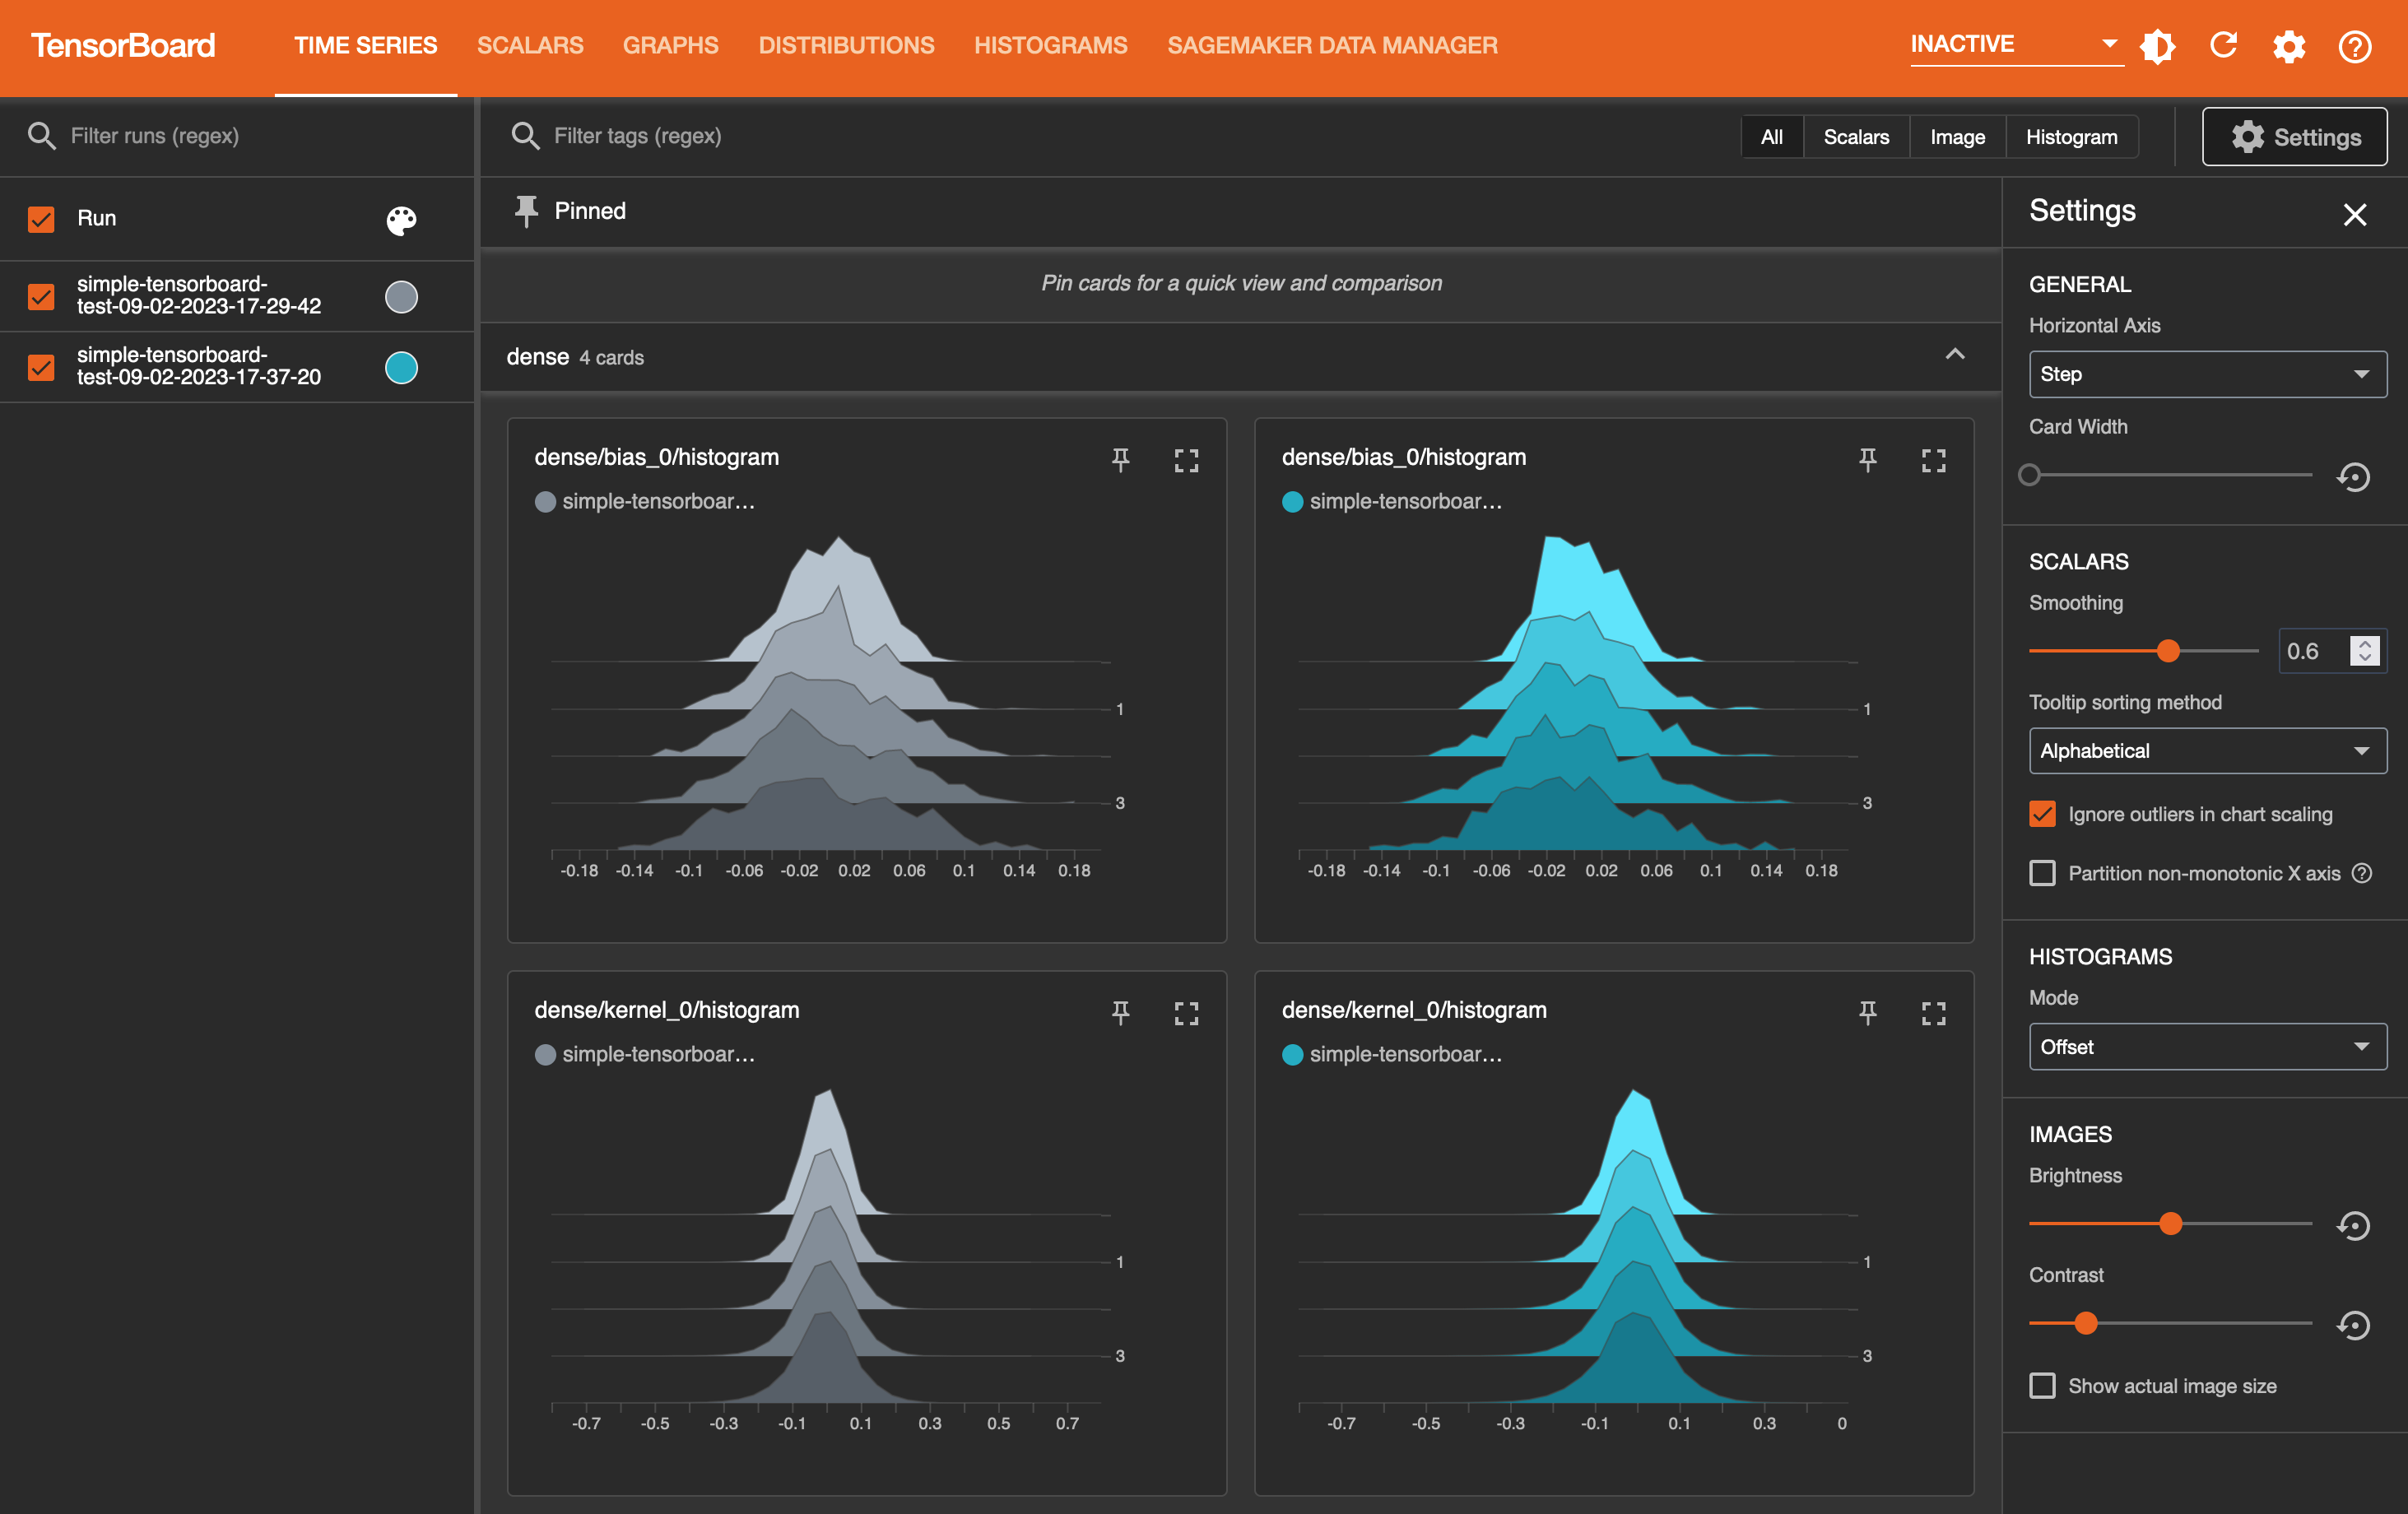 TensorBoard
TIME SERIES SCALARS GRAPHS DISTRIBUTIONS HISTOGRAMS SAGEMAKER DATA MANAGER
INACTIVE
Filter runs (regex)
Run
simple-tensorboard-
test-09-02-2023-17-29-42
simple-tensorboard-
test-09-02-2023-17-37-20
Filter tags (regex)
All Scalars Image Histogram
Settings
Pinned
Pin cards for a quick view and comparison
dense 4 cards
dense/bias_0/histogram
simple-tensorboar...
1
3
-0.18 -0.14 -0.1 -0.06 -0.02 0.02 0.06 0.1 0.14 0.18
dense/bias_0/histogram
simple-tensorboar...
1
3
-0.18 -0.14 -0.1 -0.06 -0.02 0.02 0.06 0.1 0.14 0.18
dense/kernel_0/histogram
simple-tensorboar...
1
3
-0.7 -0.5 -0.3 -0.1 0.1 0.3 0.5 0.7
dense/kernel_0/histogram
simple-tensorboar...
1
3
-0.7 -0.5 -0.3 -0.1 0.1 0.3 0
Settings
GENERAL
Horizontal Axis
Step
Card Width
SCALARS
Smoothing
0.6
Tooltip sorting method
Alphabetical
Ignore outliers in chart scaling
Partition non-monotonic X axis
HISTOGRAMS
Mode
Offset
IMAGES
Brightness
Contrast
Show actual image size